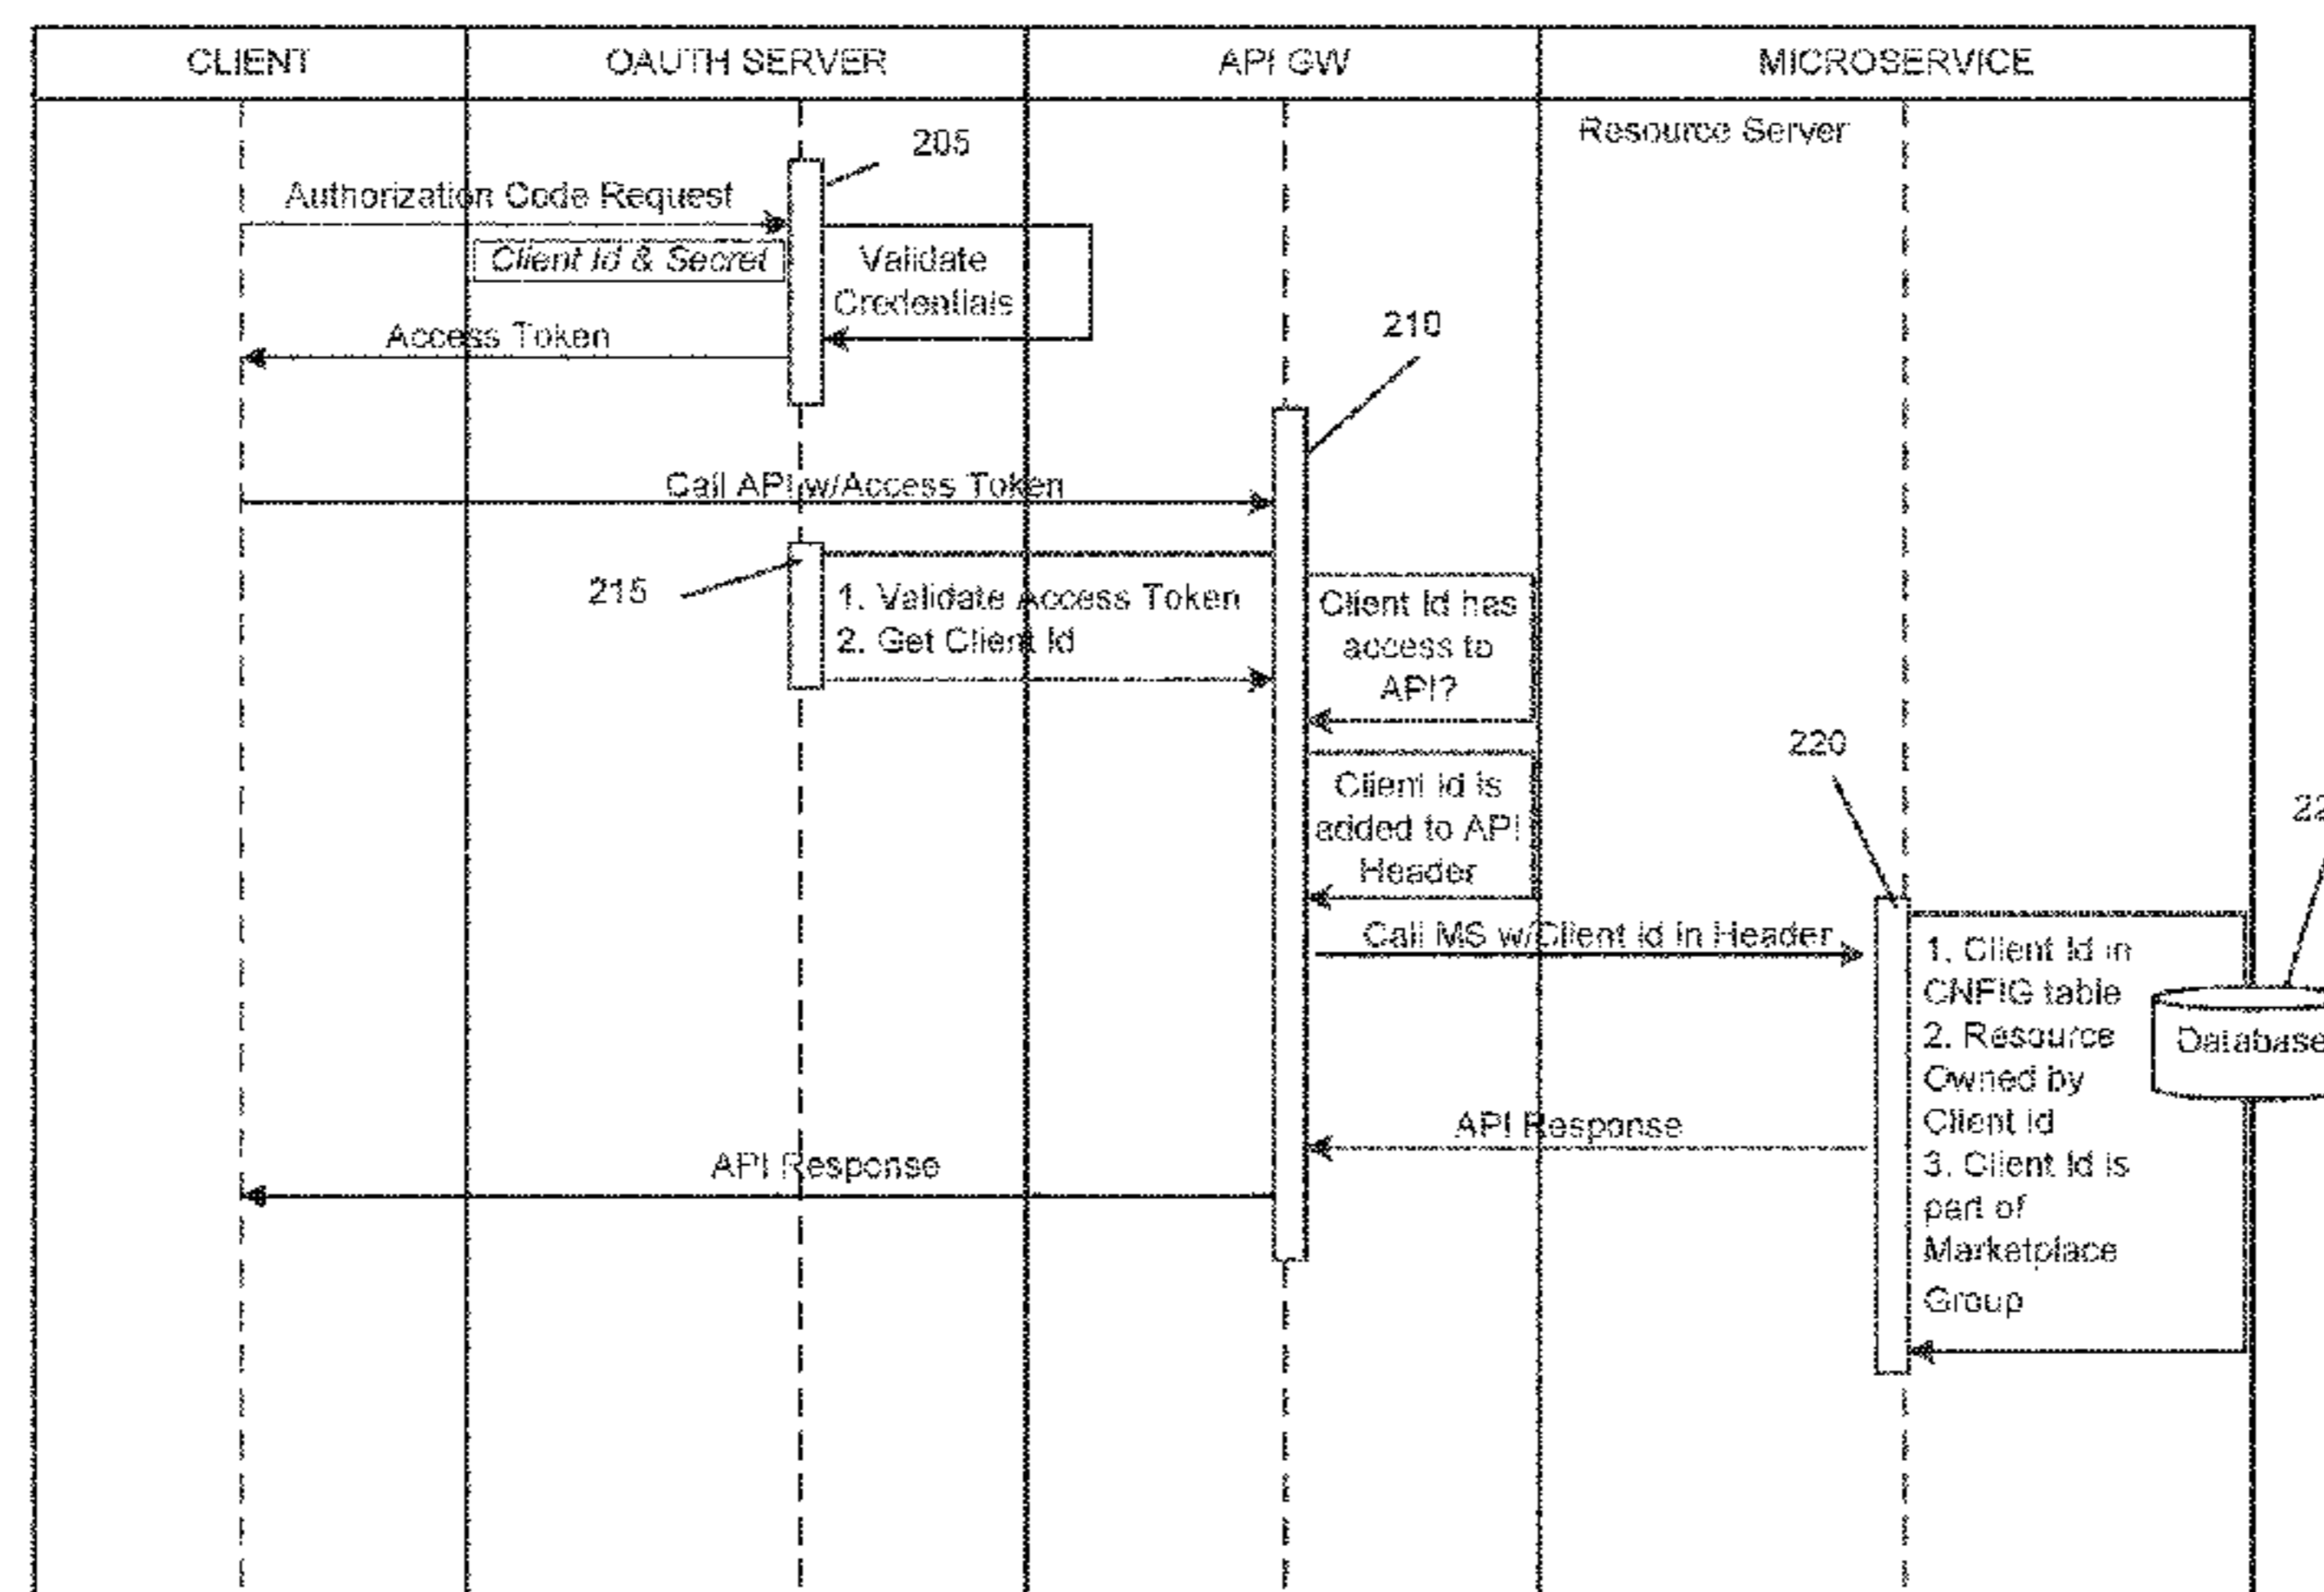 CLIENT
OAUTH SERVER
API GW
MICROSERVICE
Resource Server
205
Authorization Code Request
Client Id & Secret
Validate
Credentials
Access Token
210
Call API w/Access Token
215
1. Validate Access Token
2. Get Client Id
Client Id has
access to
API?
220
Client Id is
added to API
Header
Call MS w/Client Id in Header
1. Client Id in
CNFIG table
2. Resource
Owned by
Client Id
3. Client Id is
part of
Marketplace
Group
Database
API Response
API Response